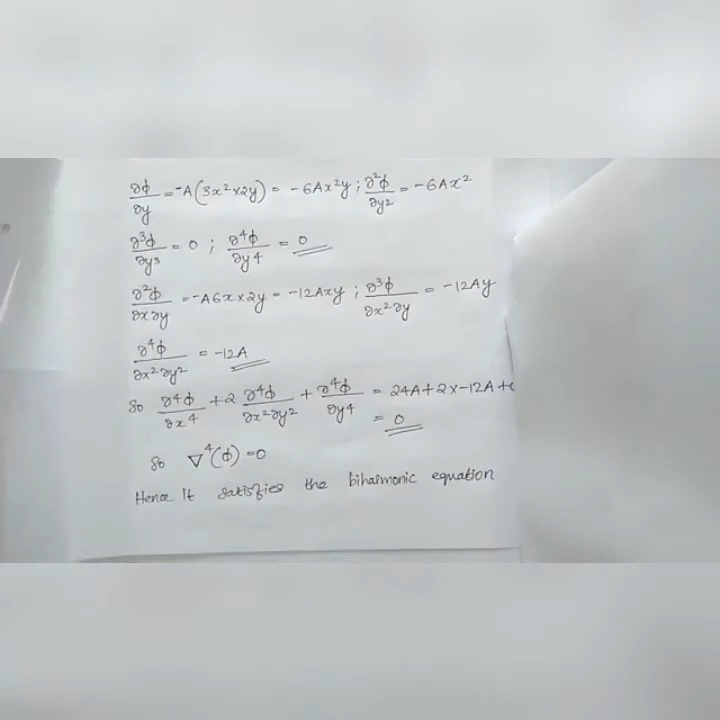 ∂ϕ/∂y = -A(3x²×2y) = -6Ax²y ; ∂²ϕ/∂y² = -6Ax²
∂³ϕ/∂y³ = 0 ; ∂⁴ϕ/∂y⁴ = 0
∂²ϕ/∂x∂y = -A6x×2y = -12Axy ; ∂³ϕ/∂x²∂y = -12Ay
∂⁴ϕ/∂x²∂y² = -12A
So ∂⁴ϕ/∂x⁴ + 2 ∂⁴ϕ/∂x²∂y² + ∂⁴ϕ/∂y⁴ = 24A+2×-12A+
= 0
So ∇⁴(ϕ)=0
Hence it satisfies the biharmonic equation